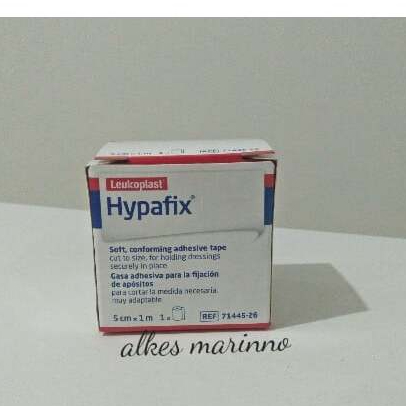 Leukoplast
Hypafix®
Soft, conforming adhesive tape
cut to size, for holding dressings
securely in place.
Gasa adhesiva para la fijación
de apósitos
para cortar la medida necesaria,
muy adaptable.
5 cm x 1 m 1 x
REF 71445-26
alkes marinno